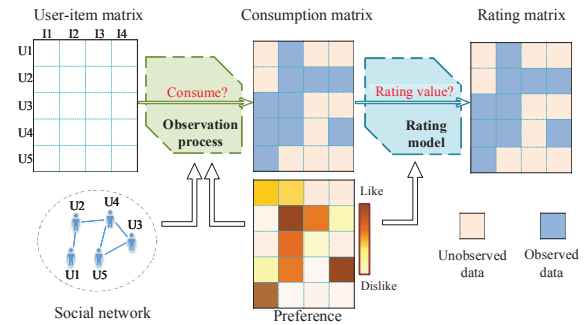 User-item matrix
Consumption matrix
Rating matrix
I1 I2 I3 I4
U1
U2
U3
U4
U5
Consume?
Observation
process
Rating value?
Rating
model
Like
Dislike
U2 U4
U3
U1 U5
Social network
Preference
Unobserved
data
Observed
data